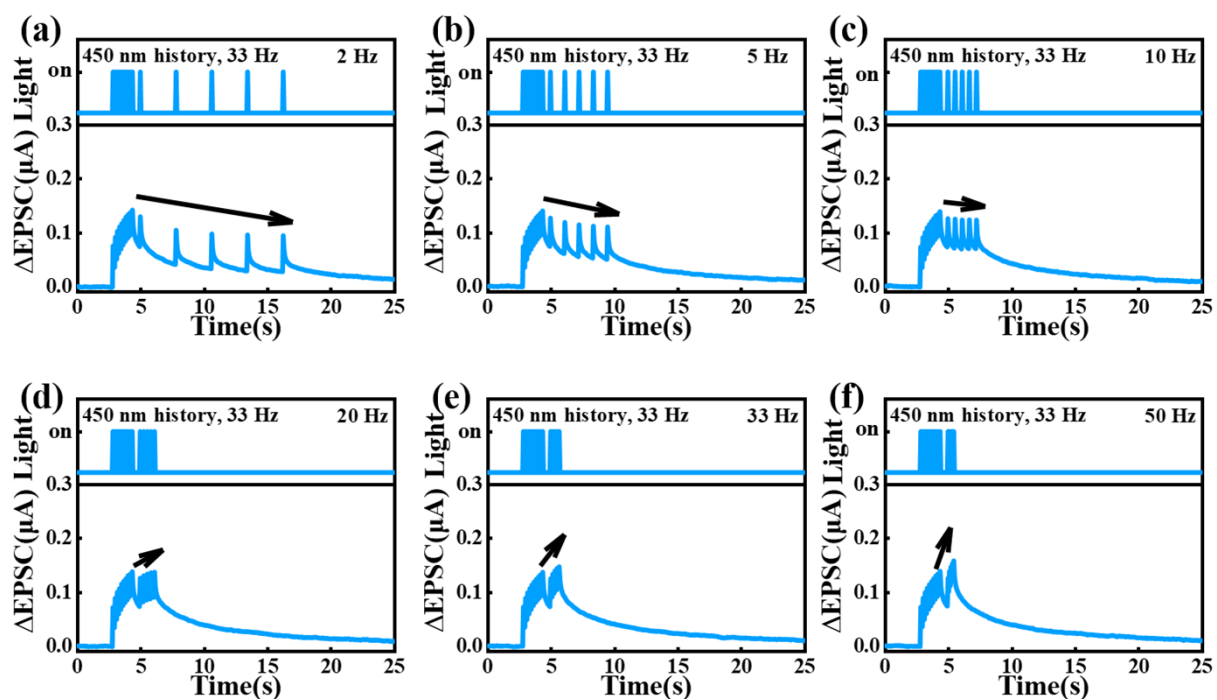 (a)
450 nm history, 33 Hz 2 Hz
on
Light
0.3
0.2
0.1
0.0
ΔEPSC(μA)
0 5 10 15 20 25
Time(s)
(b)
450 nm history, 33 Hz 5 Hz
on
Light
0.3
0.2
0.1
0.0
ΔEPSC(μA)
0 5 10 15 20 25
Time(s)
(c)
450 nm history, 33 Hz 10 Hz
on
Light
0.3
0.2
0.1
0.0
ΔEPSC(μA)
0 5 10 15 20 25
Time(s)
(d)
450 nm history, 33 Hz 20 Hz
on
Light
0.3
0.2
0.1
0.0
ΔEPSC(μA)
0 5 10 15 20 25
Time(s)
(e)
450 nm history, 33 Hz 33 Hz
on
Light
0.3
0.2
0.1
0.0
ΔEPSC(μA)
0 5 10 15 20 25
Time(s)
(f)
450 nm history, 33 Hz 50 Hz
on
Light
0.3
0.2
0.1
0.0
ΔEPSC(μA)
0 5 10 15 20 25
Time(s)